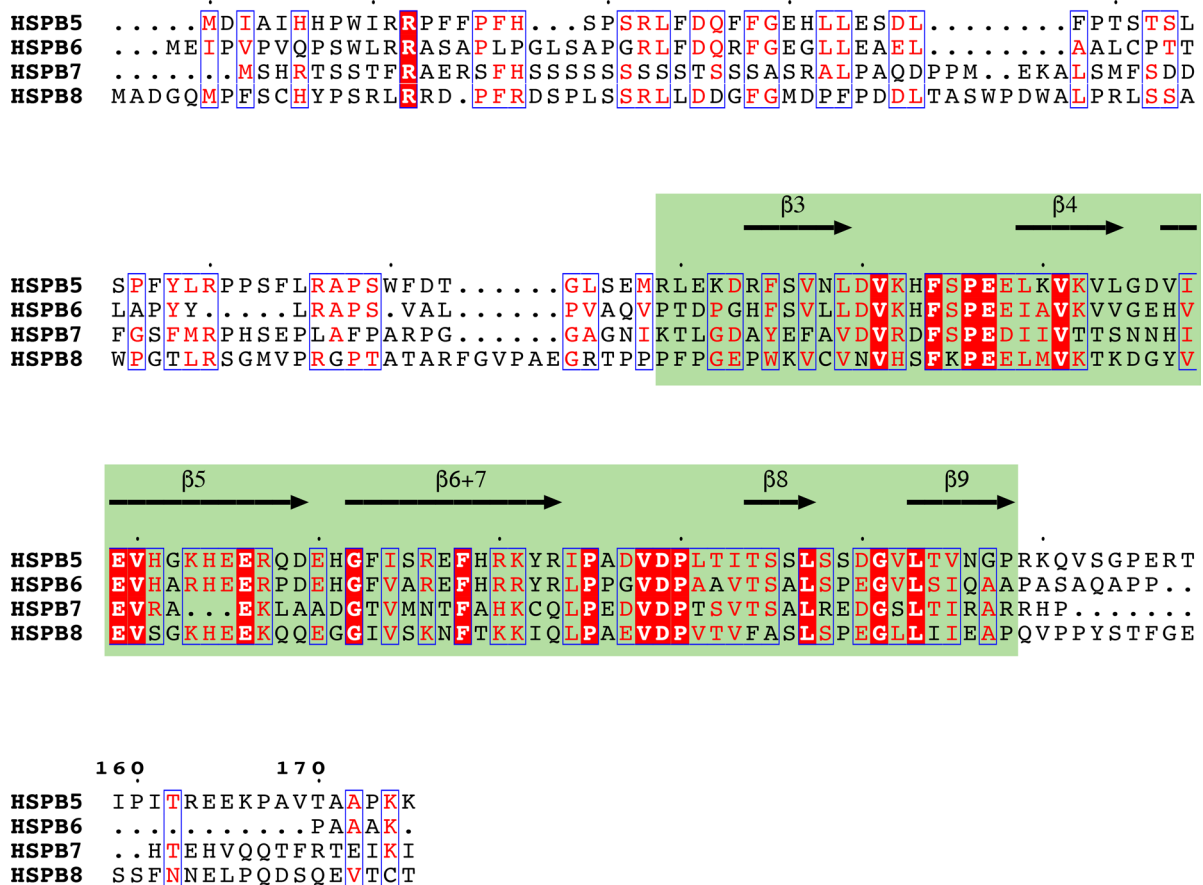 HSPB5 .....MDIAIHHPWIRRPFFPFH...SPSRLFDQFFGEHLLESDL........FPTSTSL
HSPB6 ...MEIPVPVQPSWLRRASAPLPGLSAPGRLFDQRFGEGLLEAEL........AALCPTT
HSPB7 .......MSHRTSSTFRAERSFHSSSSSSSSSSTSSSASRALPAQDPPM..EKALSMFSDD
HSPB8 MADGQMPFSCHYPSRLRRD.PFRDSPLSSRLLDDGFGMDPFPDDLTASWPDWALPRLSSA
β3 β4
HSPB5 SPFYLRPPSFLRAPSWFDT......GLSEMRLEKDRFSVNLDVKHFSPEELKVKVLGDVI
HSPB6 LAPYY.....LRAPS.VAL......PVAQVPTDPGHFSVLLDVKHFSPEEIAVKVVGEHV
HSPB7 FGSFMRPHSEPLAFPARPG......GAGNIKTLGDAYEFAVDVRDFSPEDIIVTTSNNHI
HSPB8 WPGTLRSGMVPRGPTATARFGVPAEGRTPPPFPGEPWKVCVNVHSFKPEELMVKTKDGYV
β5 β6+7 β8 β9
HSPB5 EVHGKHEERQDEHGFISREFHRKYRIPADVDPLTITSSLSSDGVLTVNGPRKQVSGPERT
HSPB6 EVHARHEERPDEHGFVAREFHRRYRLPPGVDPAAVTSALSPEGVLSIQAAPASAQAPP..
HSPB7 EVRA...EKLAADGTVMNTFAHKCQLPEDVDPTSVTSALREDGSLTIRARRHP.......
HSPB8 EVSGKHEEKQQEGGIVSKNFTKKIQLPAEVDPVTVFASLSPEGLLIIEAPQVPPYSTFGE
160 170
HSPB5 IPITREEKPAVTAAPKK
HSPB6 ...........PAAAK.
HSPB7 ..HTEHVQQTFRTEIKI
HSPB8 SSFNNELPQDSQEVTCT